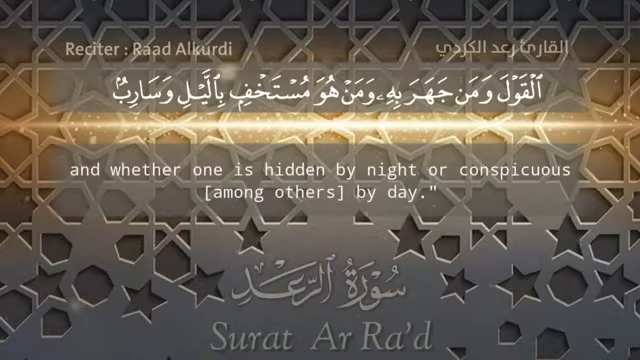 Reciter : Raad Alkurdi
القارئ رعد الكردي
ٱلۡقَوۡلَ وَمَن جَهَرَ بِهِۦ وَمَنۡ هُوَ مُسۡتَخۡفِۭ بِٱلَّيۡلِ وَسَارِبُۢ
and whether one is hidden by night or conspicuous
[among others] by day."
سُورَةُ الرَّعْدِ
Surat Ar Ra'd